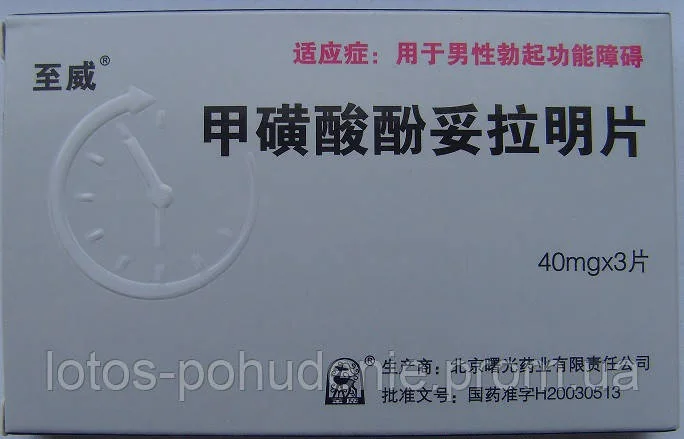 适应症：用于男性勃起功能障碍
至威®
甲磺酸酚妥拉明片
40mgx3片
® 生产商：北京曙光药业有限责任公司
批准文号：国药准字H20030513
lotos-pohudenie.prom.ua